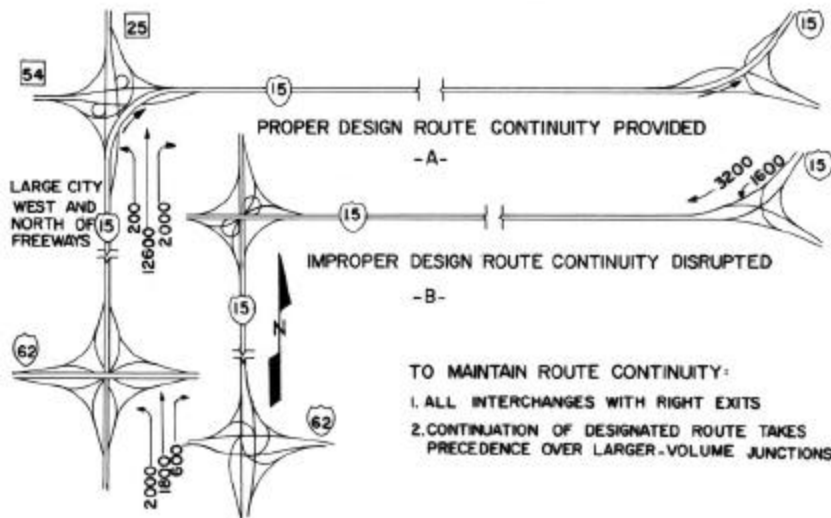 25
15
54
15
PROPER DESIGN ROUTE CONTINUITY PROVIDED
-A-
LARGE CITY
WEST AND
NORTH OF
FREEWAYS
15
200
12600
2000
15
3200
1600
15
IMPROPER DESIGN ROUTE CONTINUITY DISRUPTED
-B-
15
N
62
2000
1800
600
62
TO MAINTAIN ROUTE CONTINUITY:
1. ALL INTERCHANGES WITH RIGHT EXITS
2. CONTINUATION OF DESIGNATED ROUTE TAKES
PRECEDENCE OVER LARGER-VOLUME JUNCTIONS